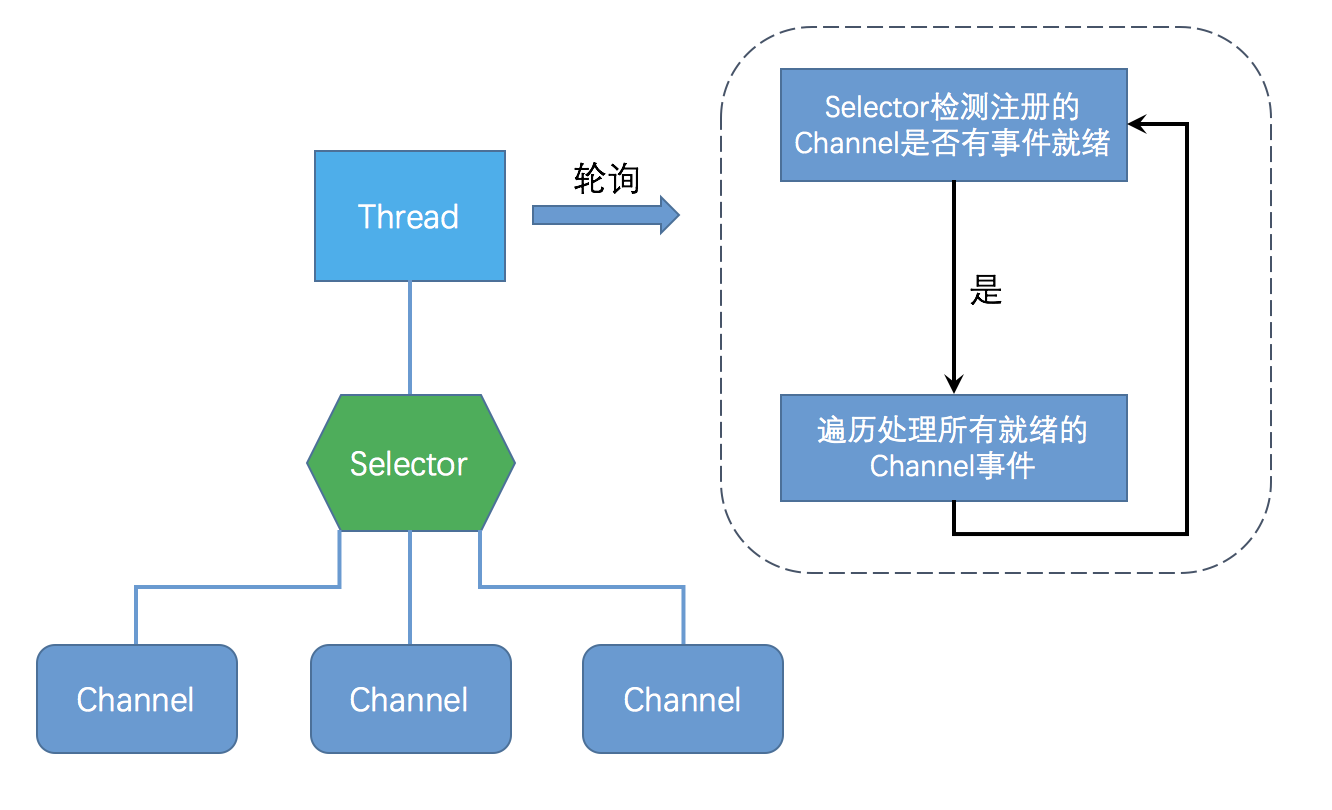 Thread
轮询
Selector检测注册的
Channel是否有事件就绪
是
遍历处理所有就绪的
Channel事件
Selector
Channel
Channel
Channel